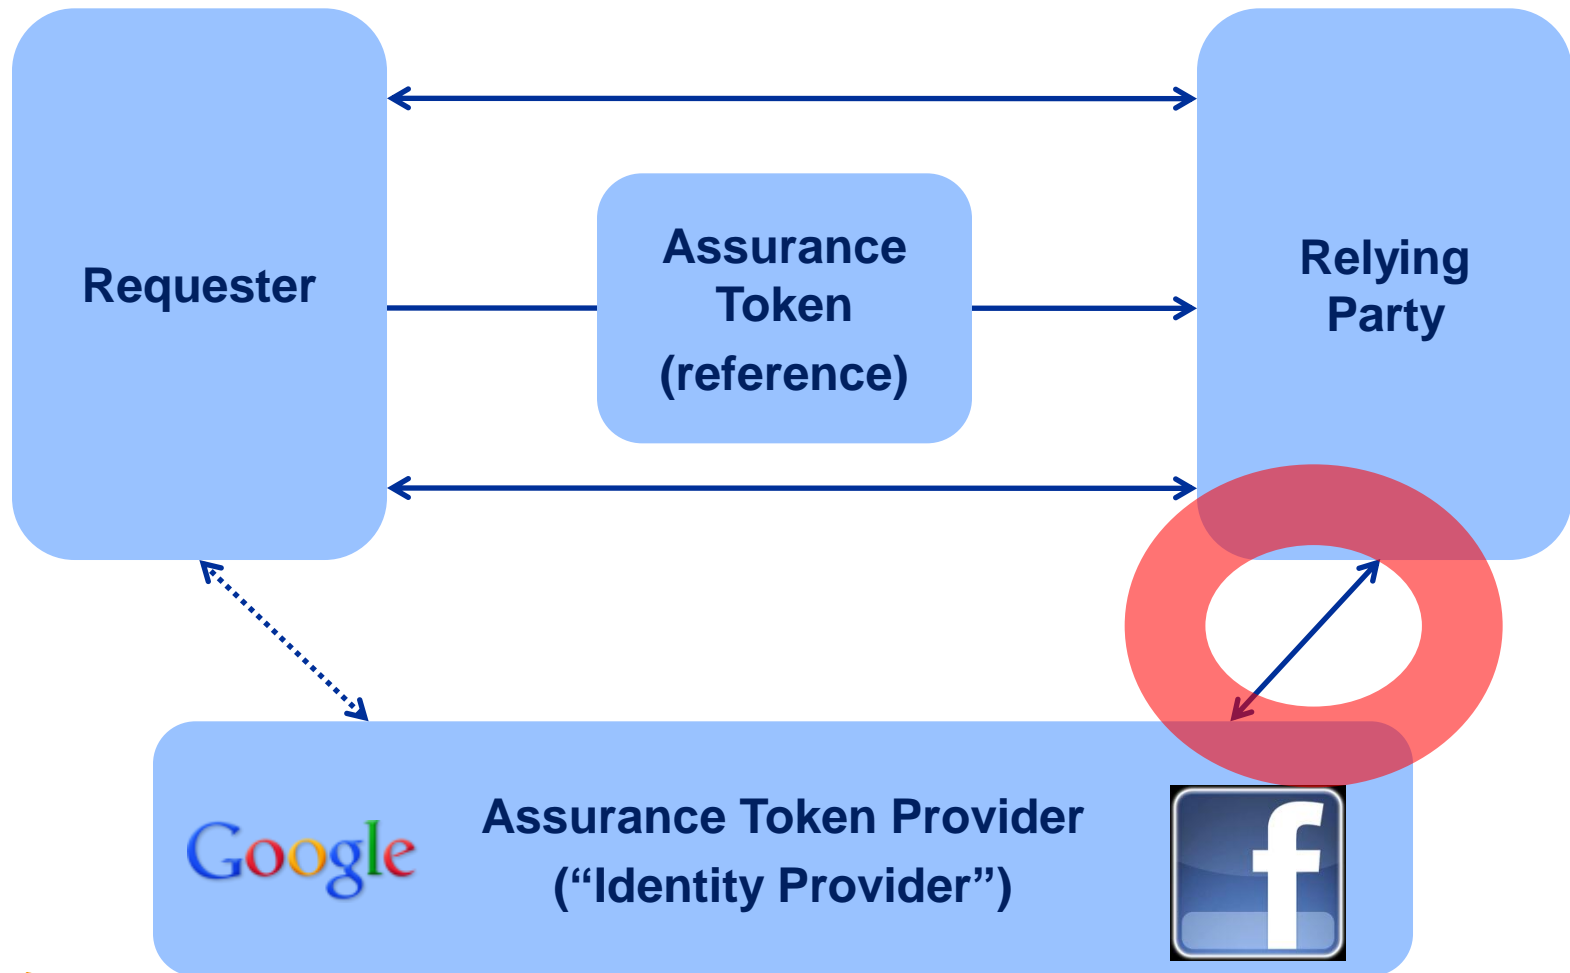 Requester
Assurance
Token
(reference)
Relying
Party
Google
Assurance Token Provider
(“Identity Provider”)
f